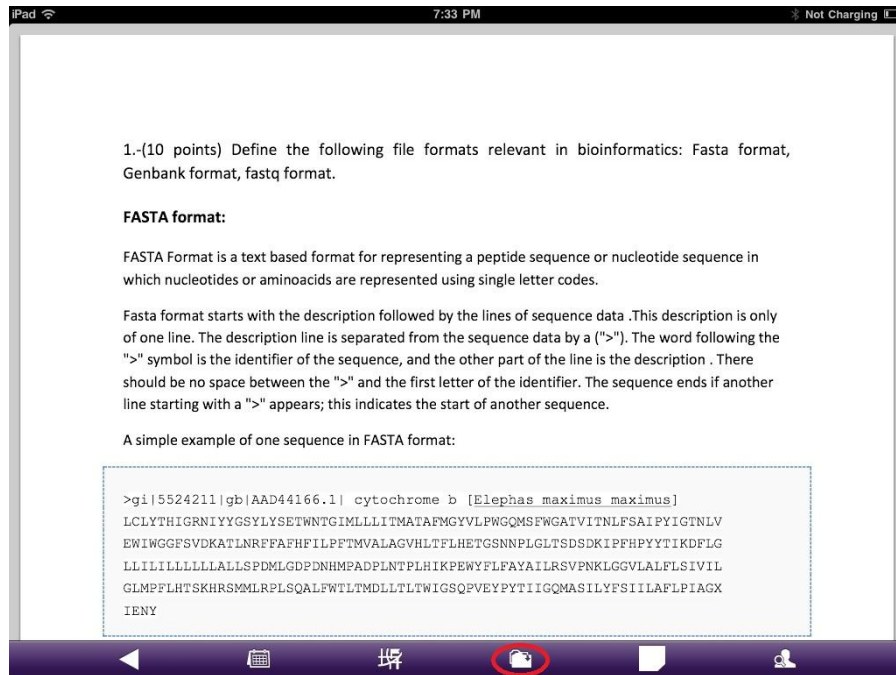 iPad 7:33 PM Not Charging
1.-(10 points) Define the following file formats relevant in bioinformatics: Fasta format,
Genbank format, fastq format.
FASTA format:
FASTA Format is a text based format for representing a peptide sequence or nucleotide sequence in
which nucleotides or aminoacids are represented using single letter codes.
Fasta format starts with the description followed by the lines of sequence data .This description is only
of one line. The description line is separated from the sequence data by a (">"). The word following the
">" symbol is the identifier of the sequence, and the other part of the line is the description . There
should be no space between the ">" and the first letter of the identifier. The sequence ends if another
line starting with a ">" appears; this indicates the start of another sequence.
A simple example of one sequence in FASTA format:
>gi|5524211|gb|AAD44166.1| cytochrome b [Elephas maximus maximus]
LCLYTHIGRNIYYGSYLYSETWNTGIMLLLITMATAFMGYVLPWGQMSFWGATVITNLFSAIPYIGTNLV
EWIWGGFSVDKATLNRFFAFHFILPFTMVALAGVHLTFLHETGSNNPLGLTSDSDKIPFHPYYTIKDFLG
LLILILLLLLLALLSPDMLGDPDNHMPADPLNTPLHIKPEWYFLFAYAILRSVPNKLGGVLALFLSIVIL
GLMPFLHTSKHRSMMLRPLSQALFWTLTMDLLTLTWIGSQPVEYPYTIIGQMASILYFSIILAFLPIAGX
IENY